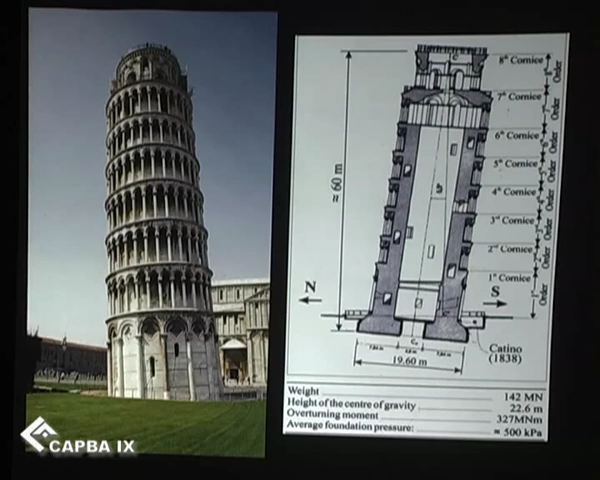 8th Cornice
7th Cornice
6th Cornice
5th Cornice
4th Cornice
3rd Cornice
2nd Cornice
1st Cornice
Order
Order
Order
Order
Order
Order
Order
Order
≈ 60 m
N
S
Catino
(1838)
19.60 m
Weight 142 MN
Height of the centre of gravity 22.6 m
Overturning moment 327MNm
Average foundation pressure: ≈ 500 kPa
CAPBA IX